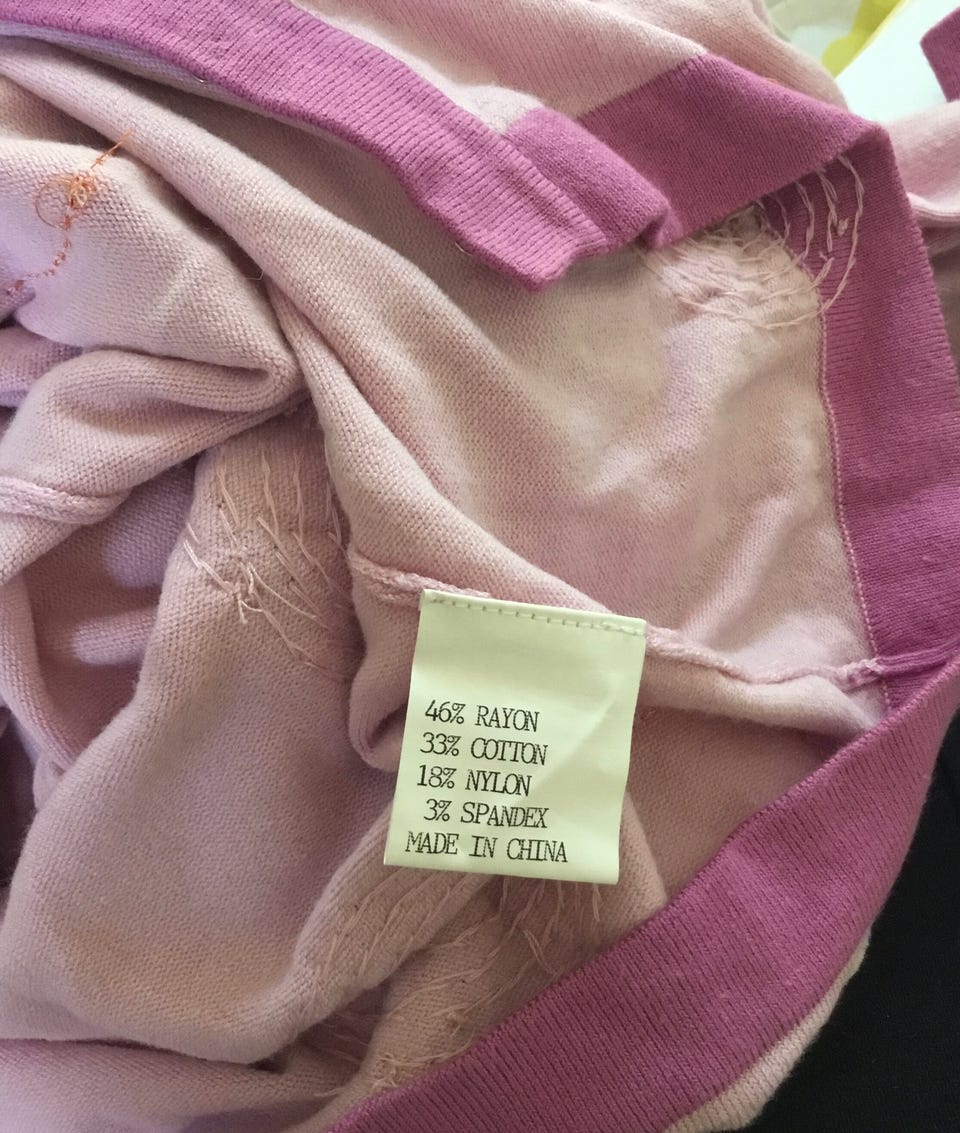 46% RAYON
33% COTTON
18% NYLON
3% SPANDEX
MADE IN CHINA